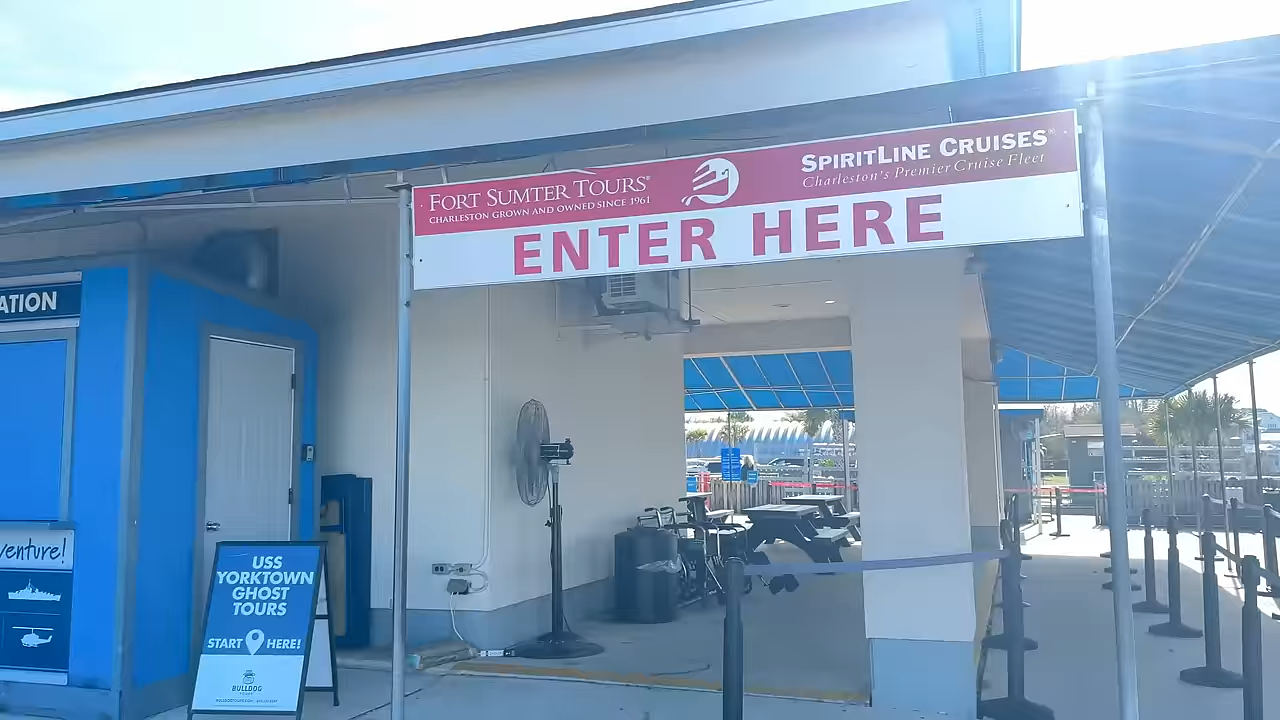 FORT SUMTER TOURS®
CHARLESTON GROWN AND OWNED SINCE 1961
SPIRITLINE CRUISES®
Charleston's Premier Cruise Fleet
ENTER HERE
ATION
venture!
USS
YORKTOWN
GHOST
TOURS
START HERE!
BULLDOG
TOURS